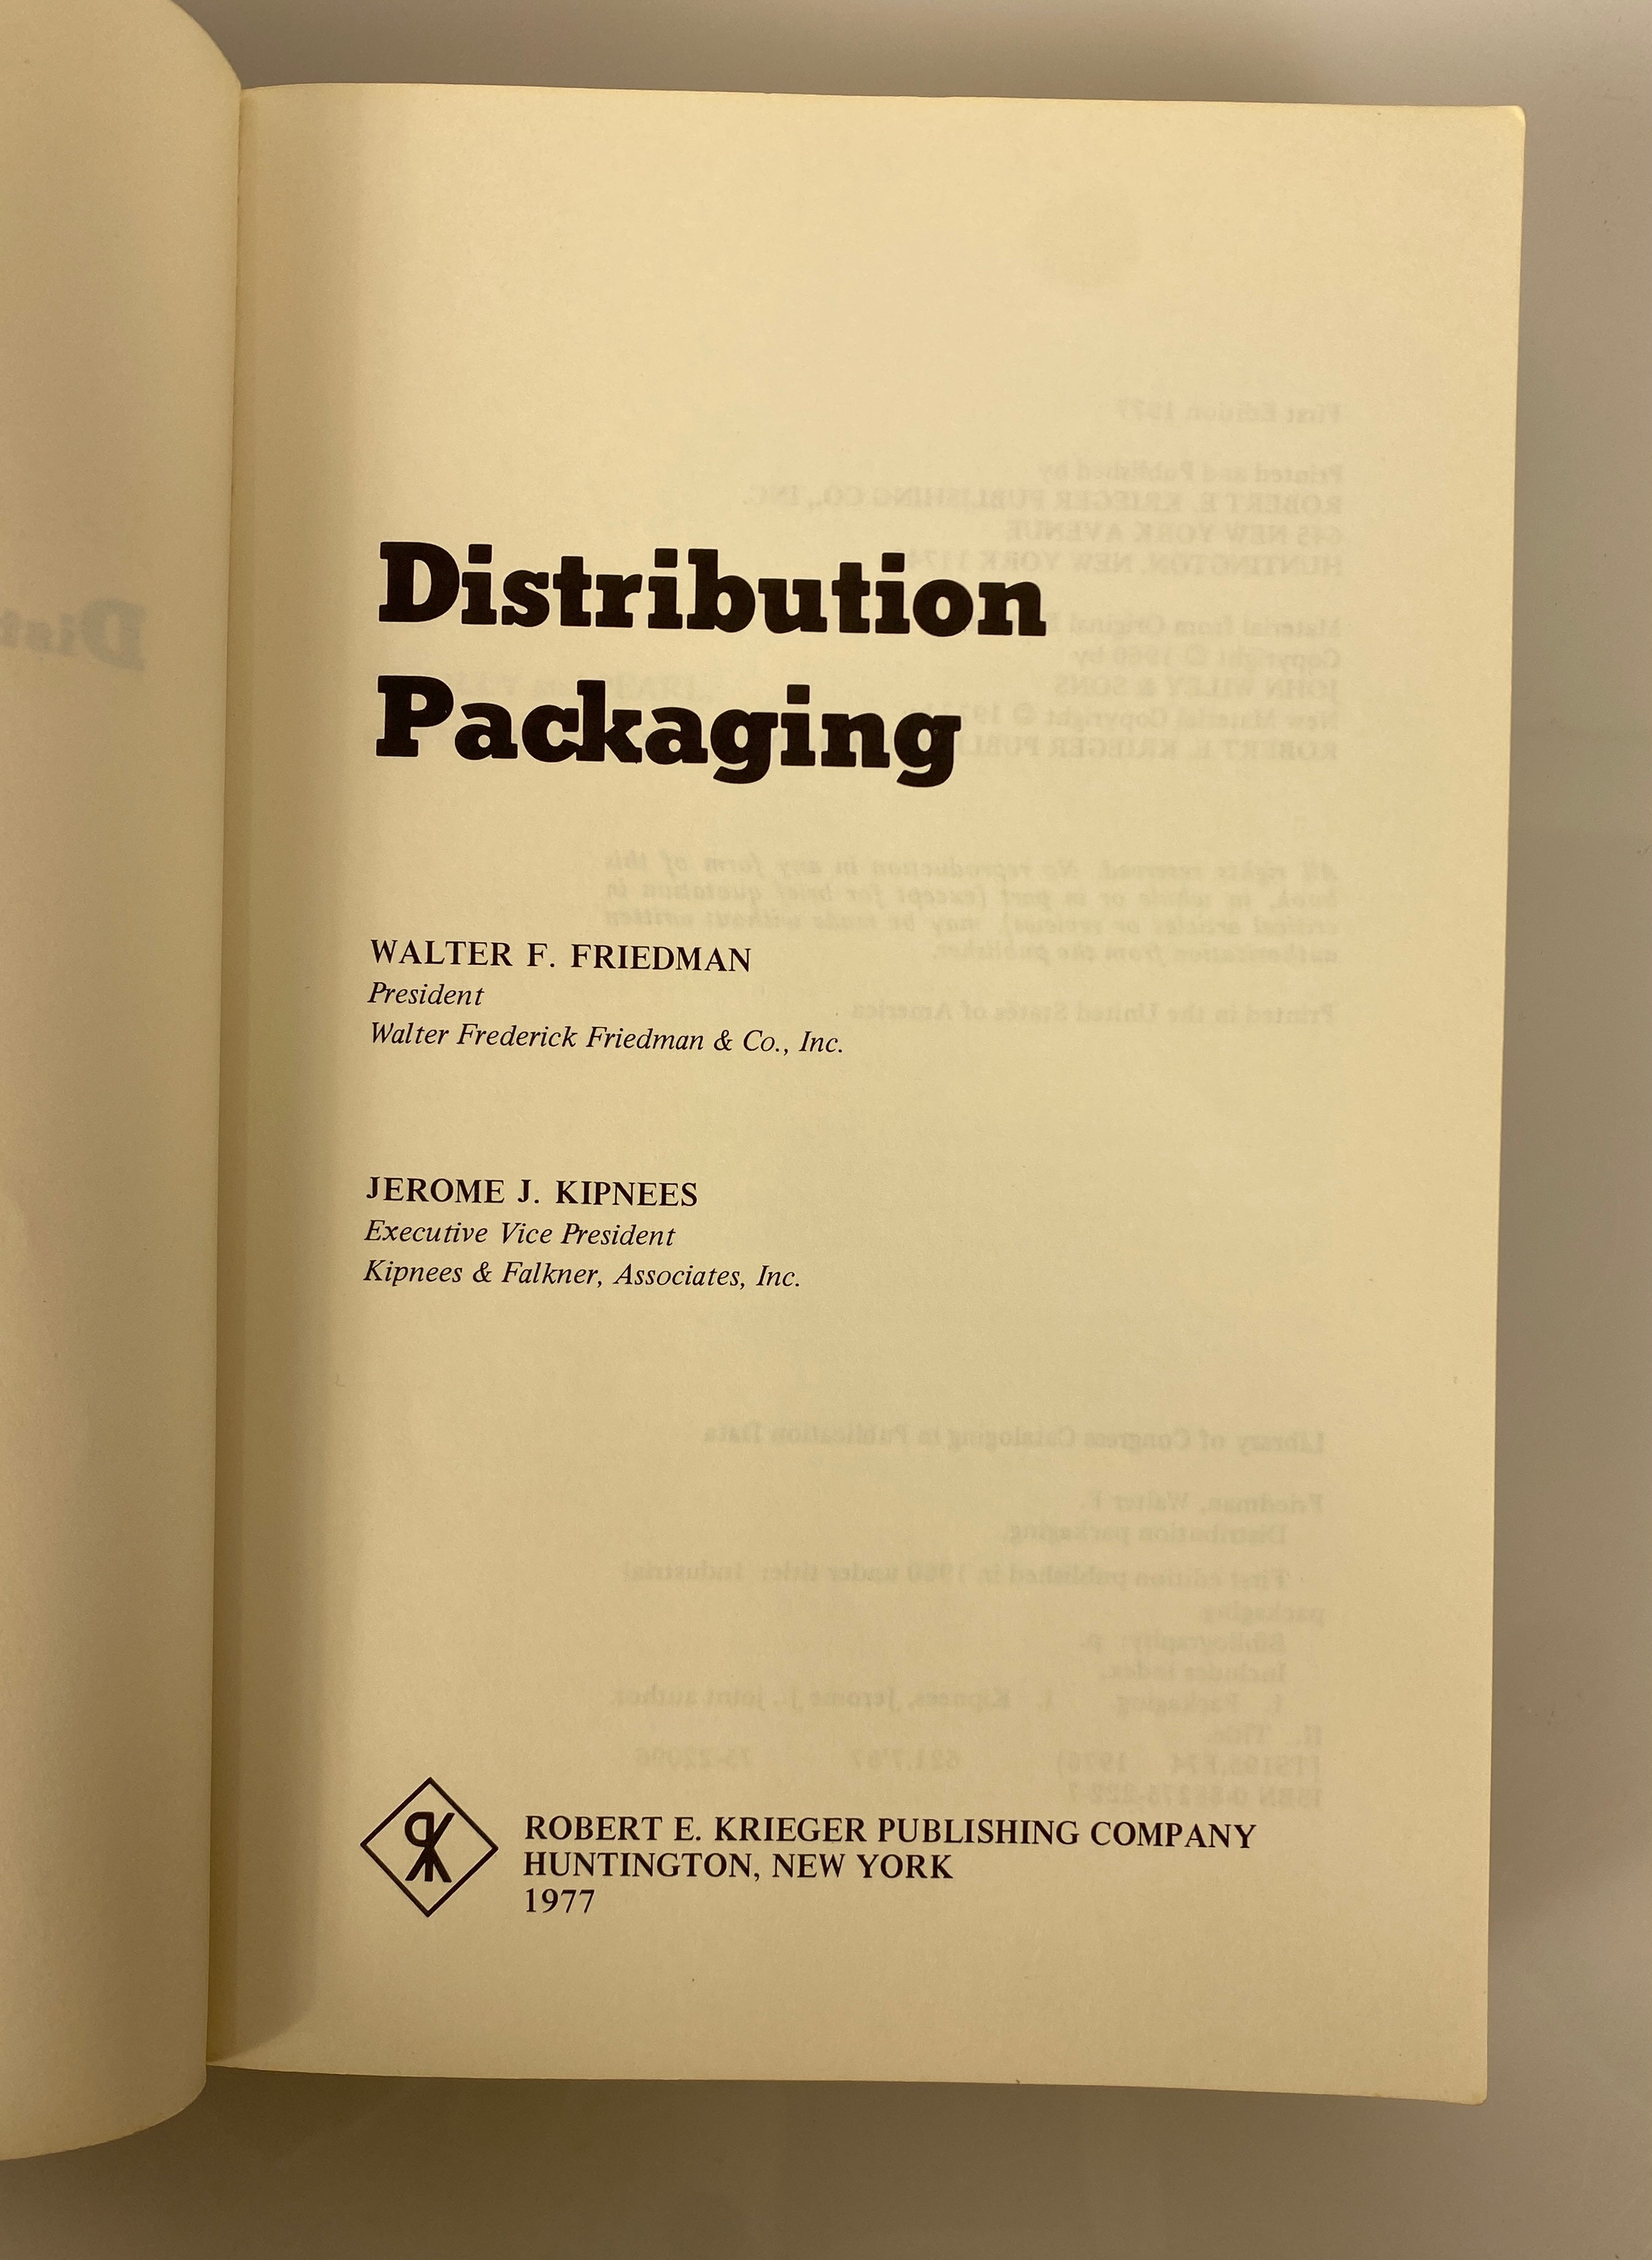 Distribution
Packaging
WALTER F. FRIEDMAN
President
Walter Frederick Friedman & Co., Inc.
JEROME J. KIPNEES
Executive Vice President
Kipnees & Falkner, Associates, Inc.
RK
ROBERT E. KRIEGER PUBLISHING COMPANY
HUNTINGTON, NEW YORK
1977